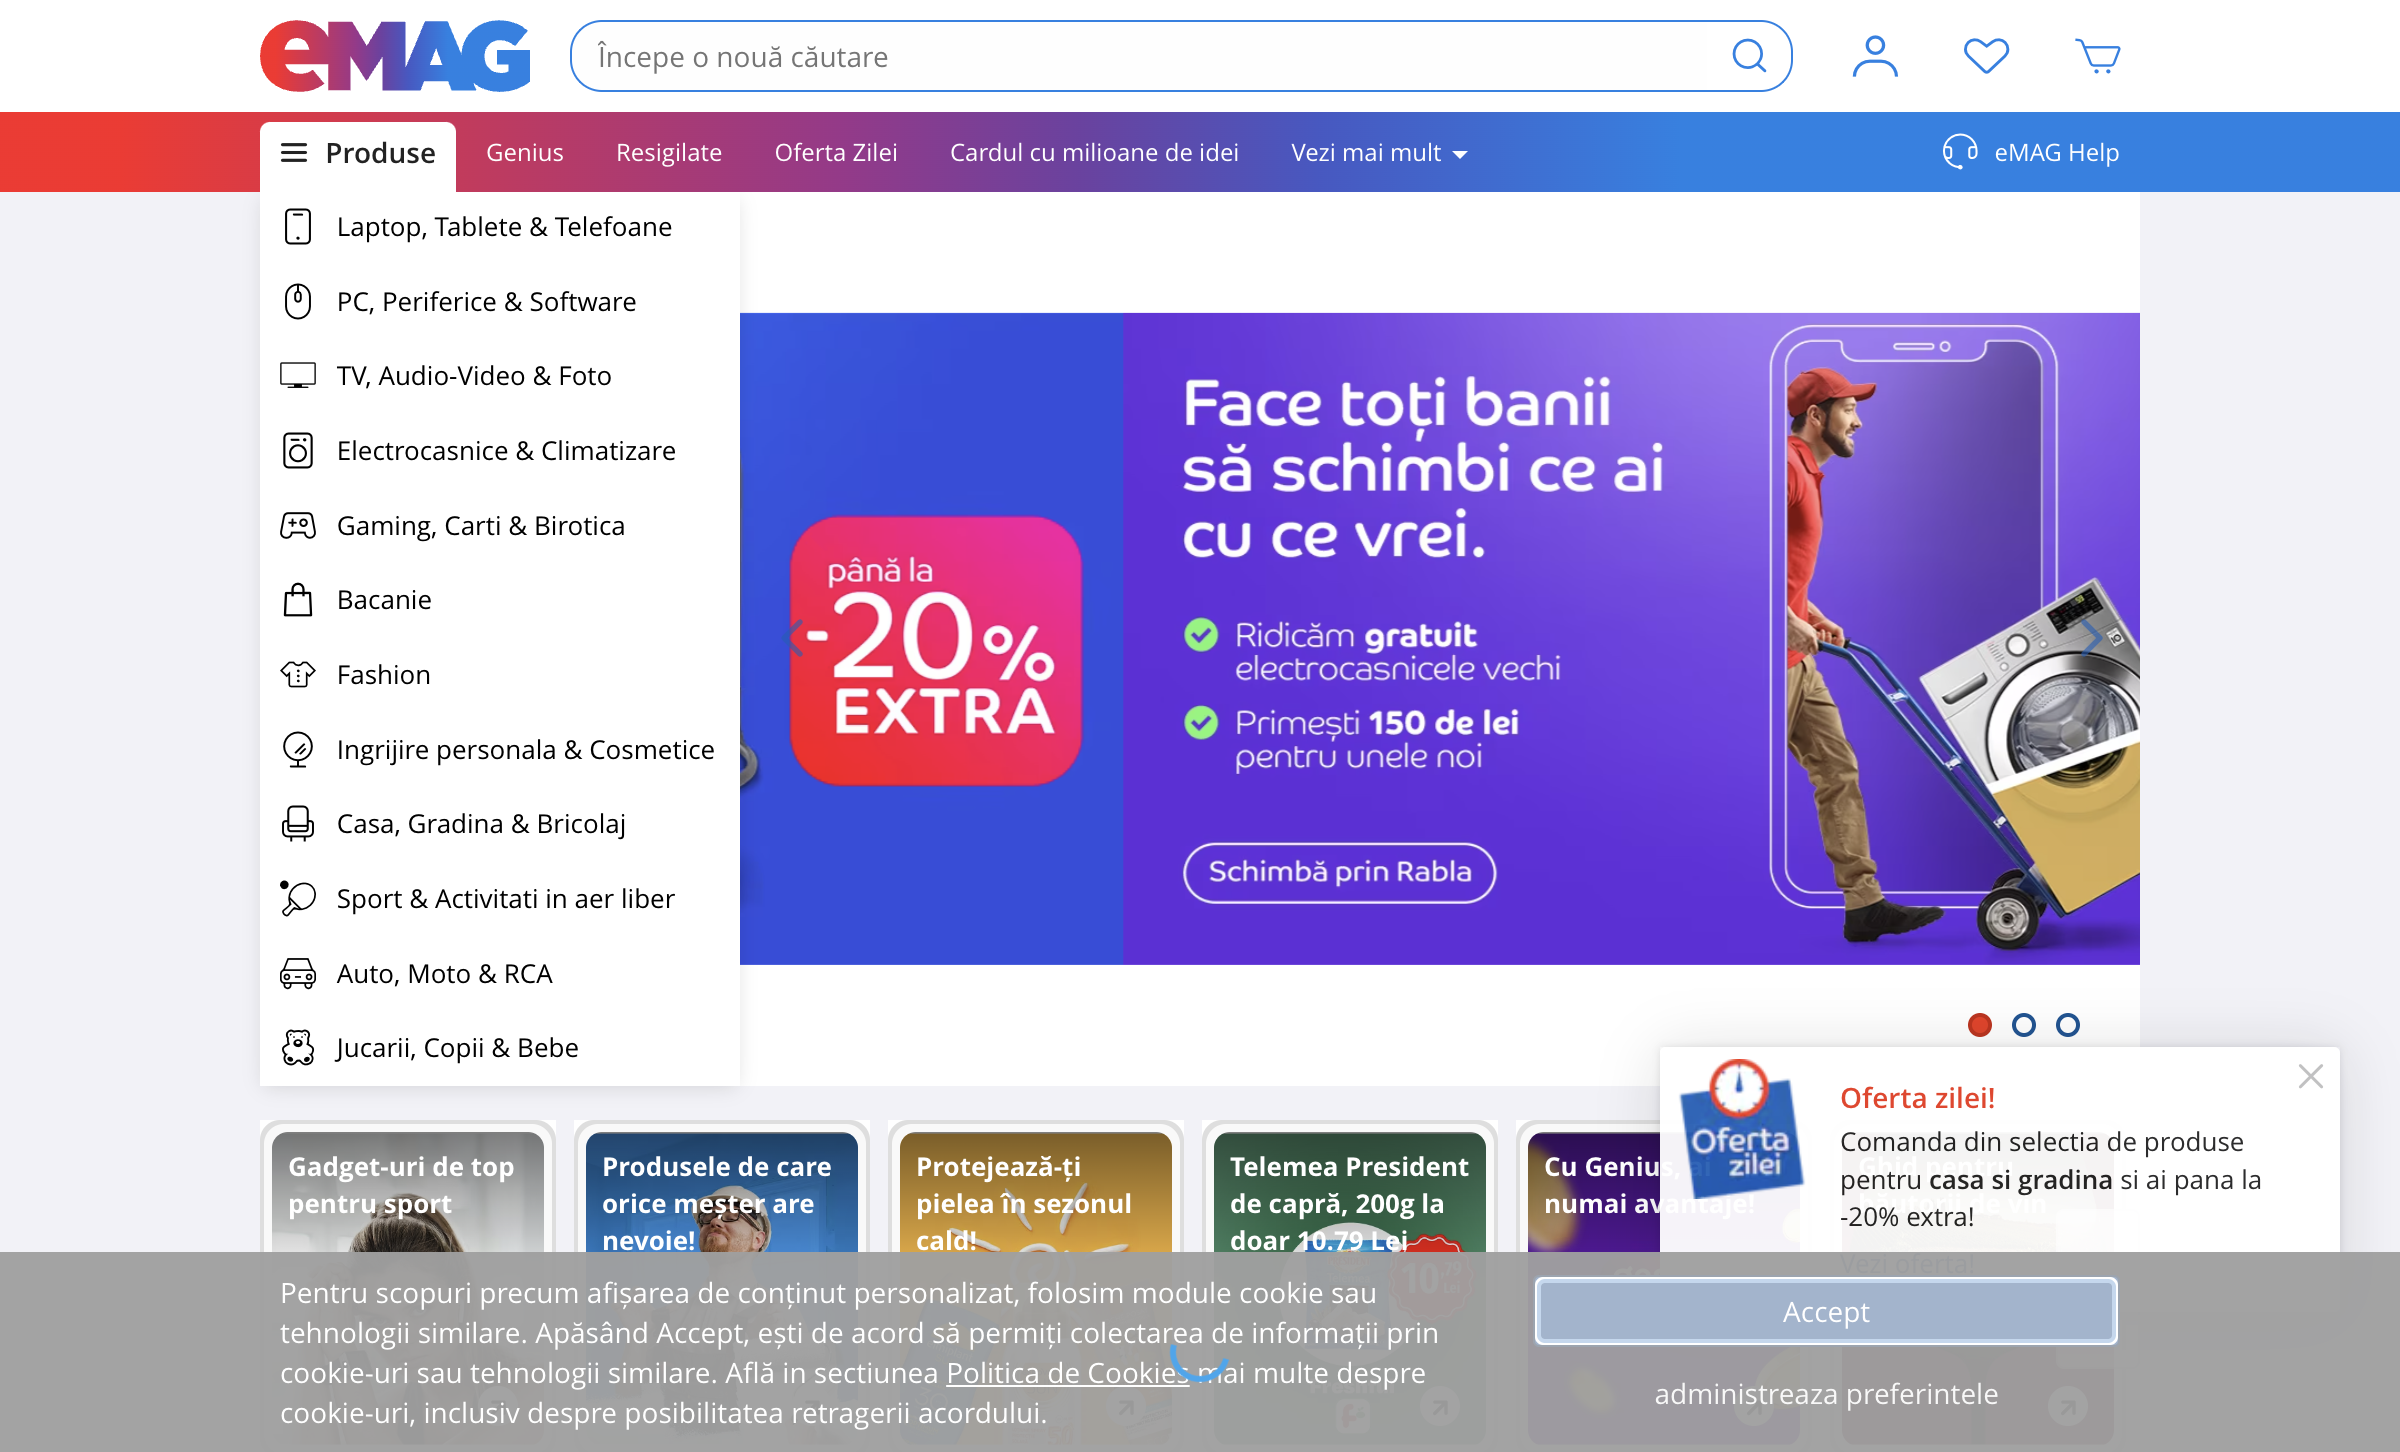 eMAG
Începe o nouă căutare
Produse
Genius
Resigilate
Oferta Zilei
Cardul cu milioane de idei
Vezi mai mult
eMAG Help
Laptop, Tablete & Telefoane
PC, Periferice & Software
TV, Audio-Video & Foto
Electrocasnice & Climatizare
Gaming, Carti & Birotica
Bacanie
Fashion
Ingrijire personala & Cosmetice
Casa, Gradina & Bricolaj
Sport & Activitati in aer liber
Auto, Moto & RCA
Jucarii, Copii & Bebe
până la
-20%
EXTRA
Face toți banii
să schimbi ce ai
cu ce vrei.
Ridicăm gratuit
electrocasnicele vechi
Primești 150 de lei
pentru unele noi
Schimbă prin Rabla
Oferta
zilei
Oferta zilei!
Comanda din selectia de produse
pentru casa si gradina si ai pana la
-20% extra!
Vezi oferta!
Gadget-uri de top
pentru sport
Produsele de care
orice meșter are
nevoie!
Protejează-ți
pielea în sezonul
cald!
Telemea President
de capră, 200g la
doar 10.79 Lei
Cu Genius, ai
numai avantaje!
Ghid pentru
băutorii de vin
Pentru scopuri precum afișarea de conținut personalizat, folosim module cookie sau
tehnologii similare. Apăsând Accept, ești de acord să permiți colectarea de informații prin
cookie-uri sau tehnologii similare. Află in sectiunea Politica de Cookies mai multe despre
cookie-uri, inclusiv despre posibilitatea retragerii acordului.
Accept
administreaza preferintele